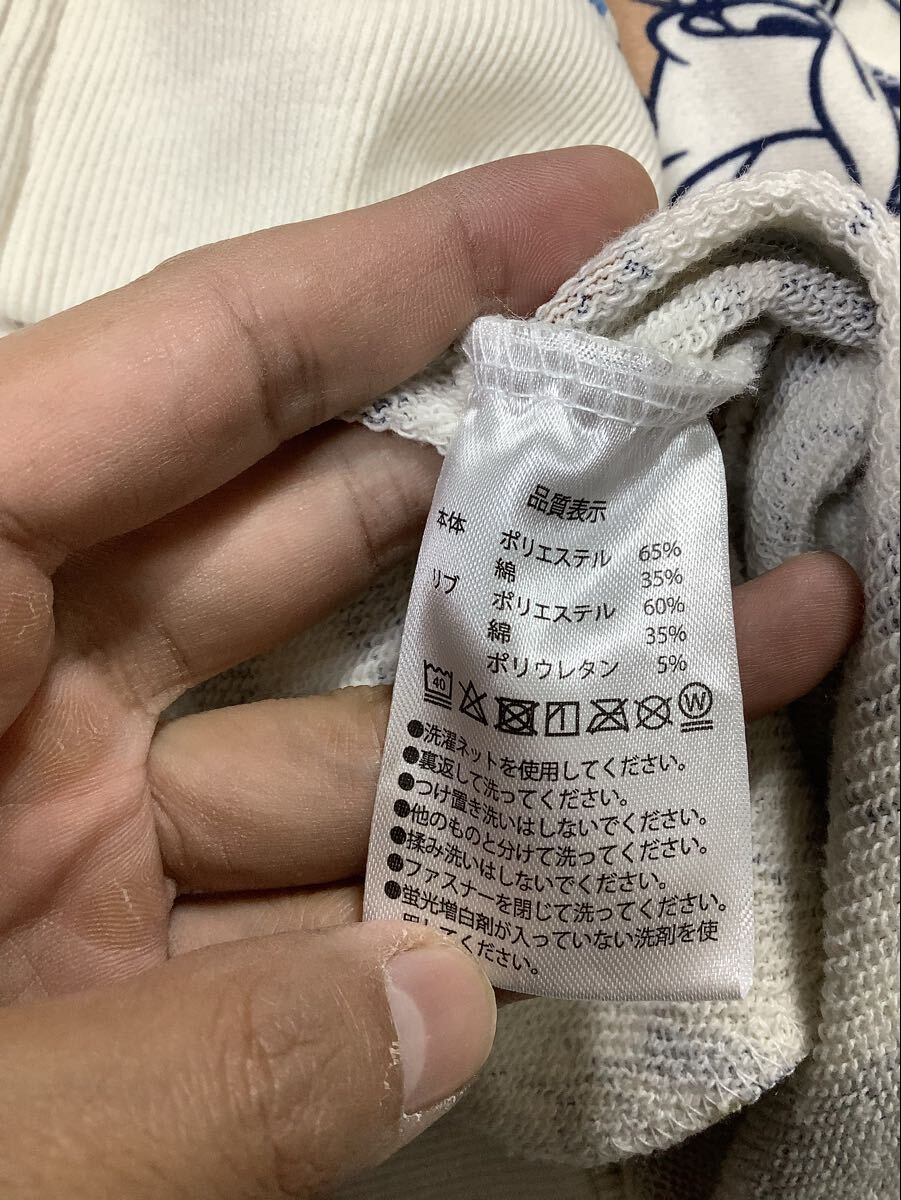 品質表示
本体 ポリエステル 65%
綿 35%
リブ ポリエステル 60%
綿 35%
ポリウレタン 5%
40 W
●洗濯ネットを使用してください。
●裏返して洗ってください。
●つけ置き洗いはしないでください。
●他のものと分けて洗ってください。
●揉み洗いはしないでください。
●ファスナーを閉じて洗ってください。
●蛍光増白剤が入っていない洗剤を使
用してください。